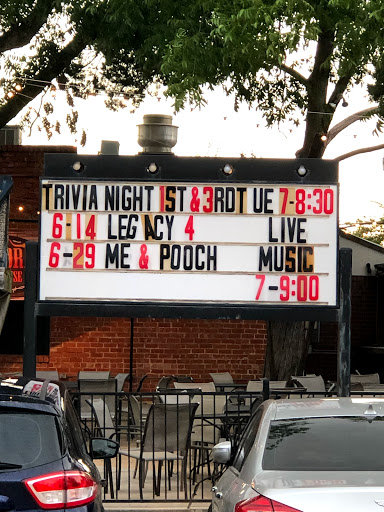 TRIVIA NIGHT 1ST & 3RD TUE 7-8:30
6-14 LEGACY 4 LIVE
6-29 ME & POOCH MUSIC
7-9:00